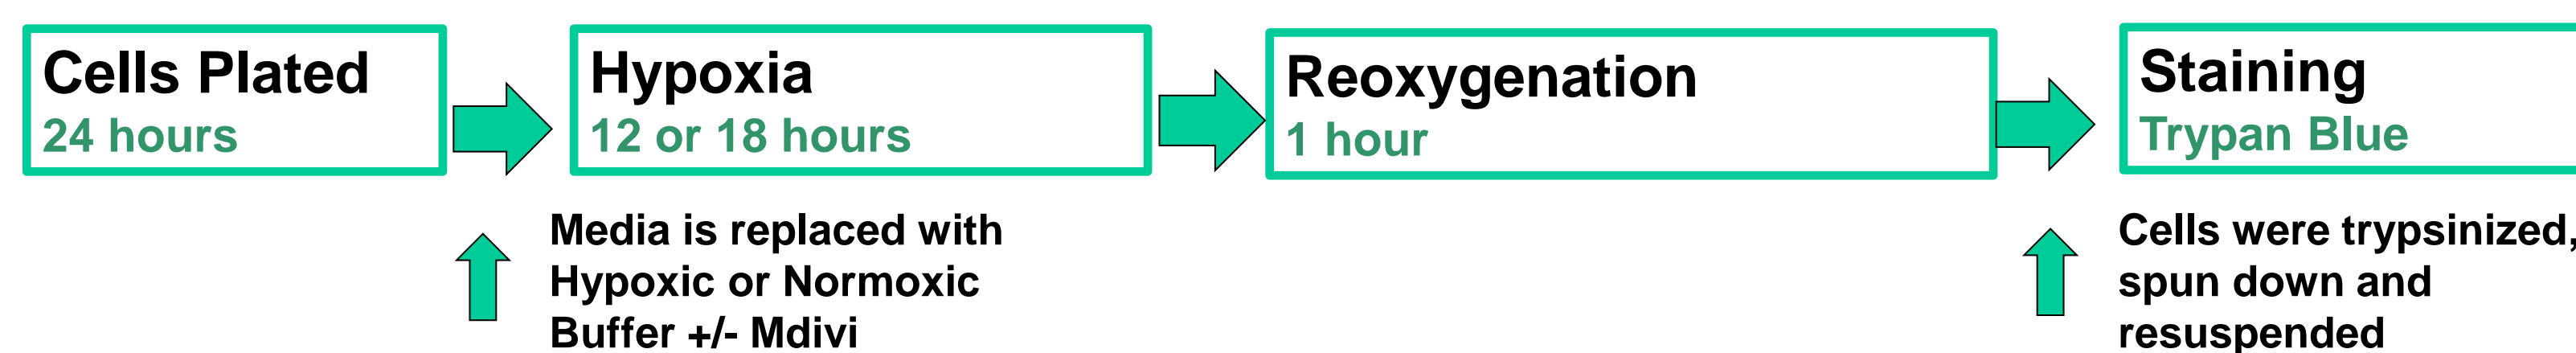 Cells Plated
24 hours
Hypoxia
12 or 18 hours
Reoxygenation
1 hour
Staining
Trypan Blue
Media is replaced with
Hypoxic or Normoxic
Buffer +/- Mdivi
Cells were trypsinized,
spun down and
resuspended